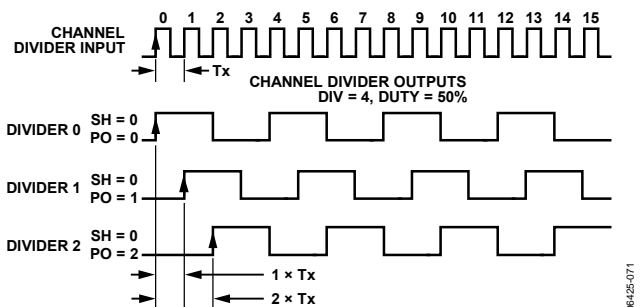 CHANNEL
DIVIDER INPUT
0 1 2 3 4 5 6 7 8 9 10 11 12 13 14 15
Tx
CHANNEL DIVIDER OUTPUTS
DIV = 4, DUTY = 50%
DIVIDER 0
SH = 0
PO = 0
DIVIDER 1
SH = 0
PO = 1
DIVIDER 2
SH = 0
PO = 2
1 × Tx
2 × Tx
06425-071